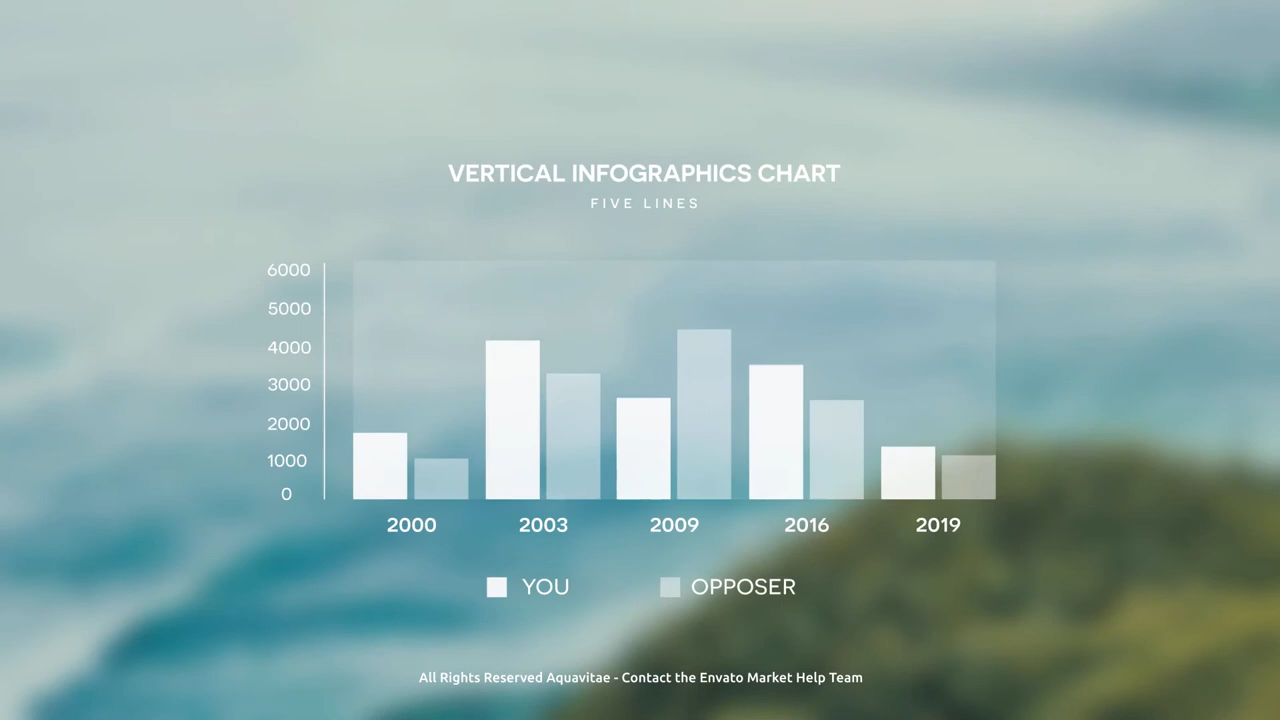 VERTICAL INFOGRAPHICS CHART
FIVE LINES
6000
5000
4000
3000
2000
1000
0
2000 2003 2009 2016 2019
YOU OPPOSER
All Rights Reserved Aquavitae - Contact the Envato Market Help Team